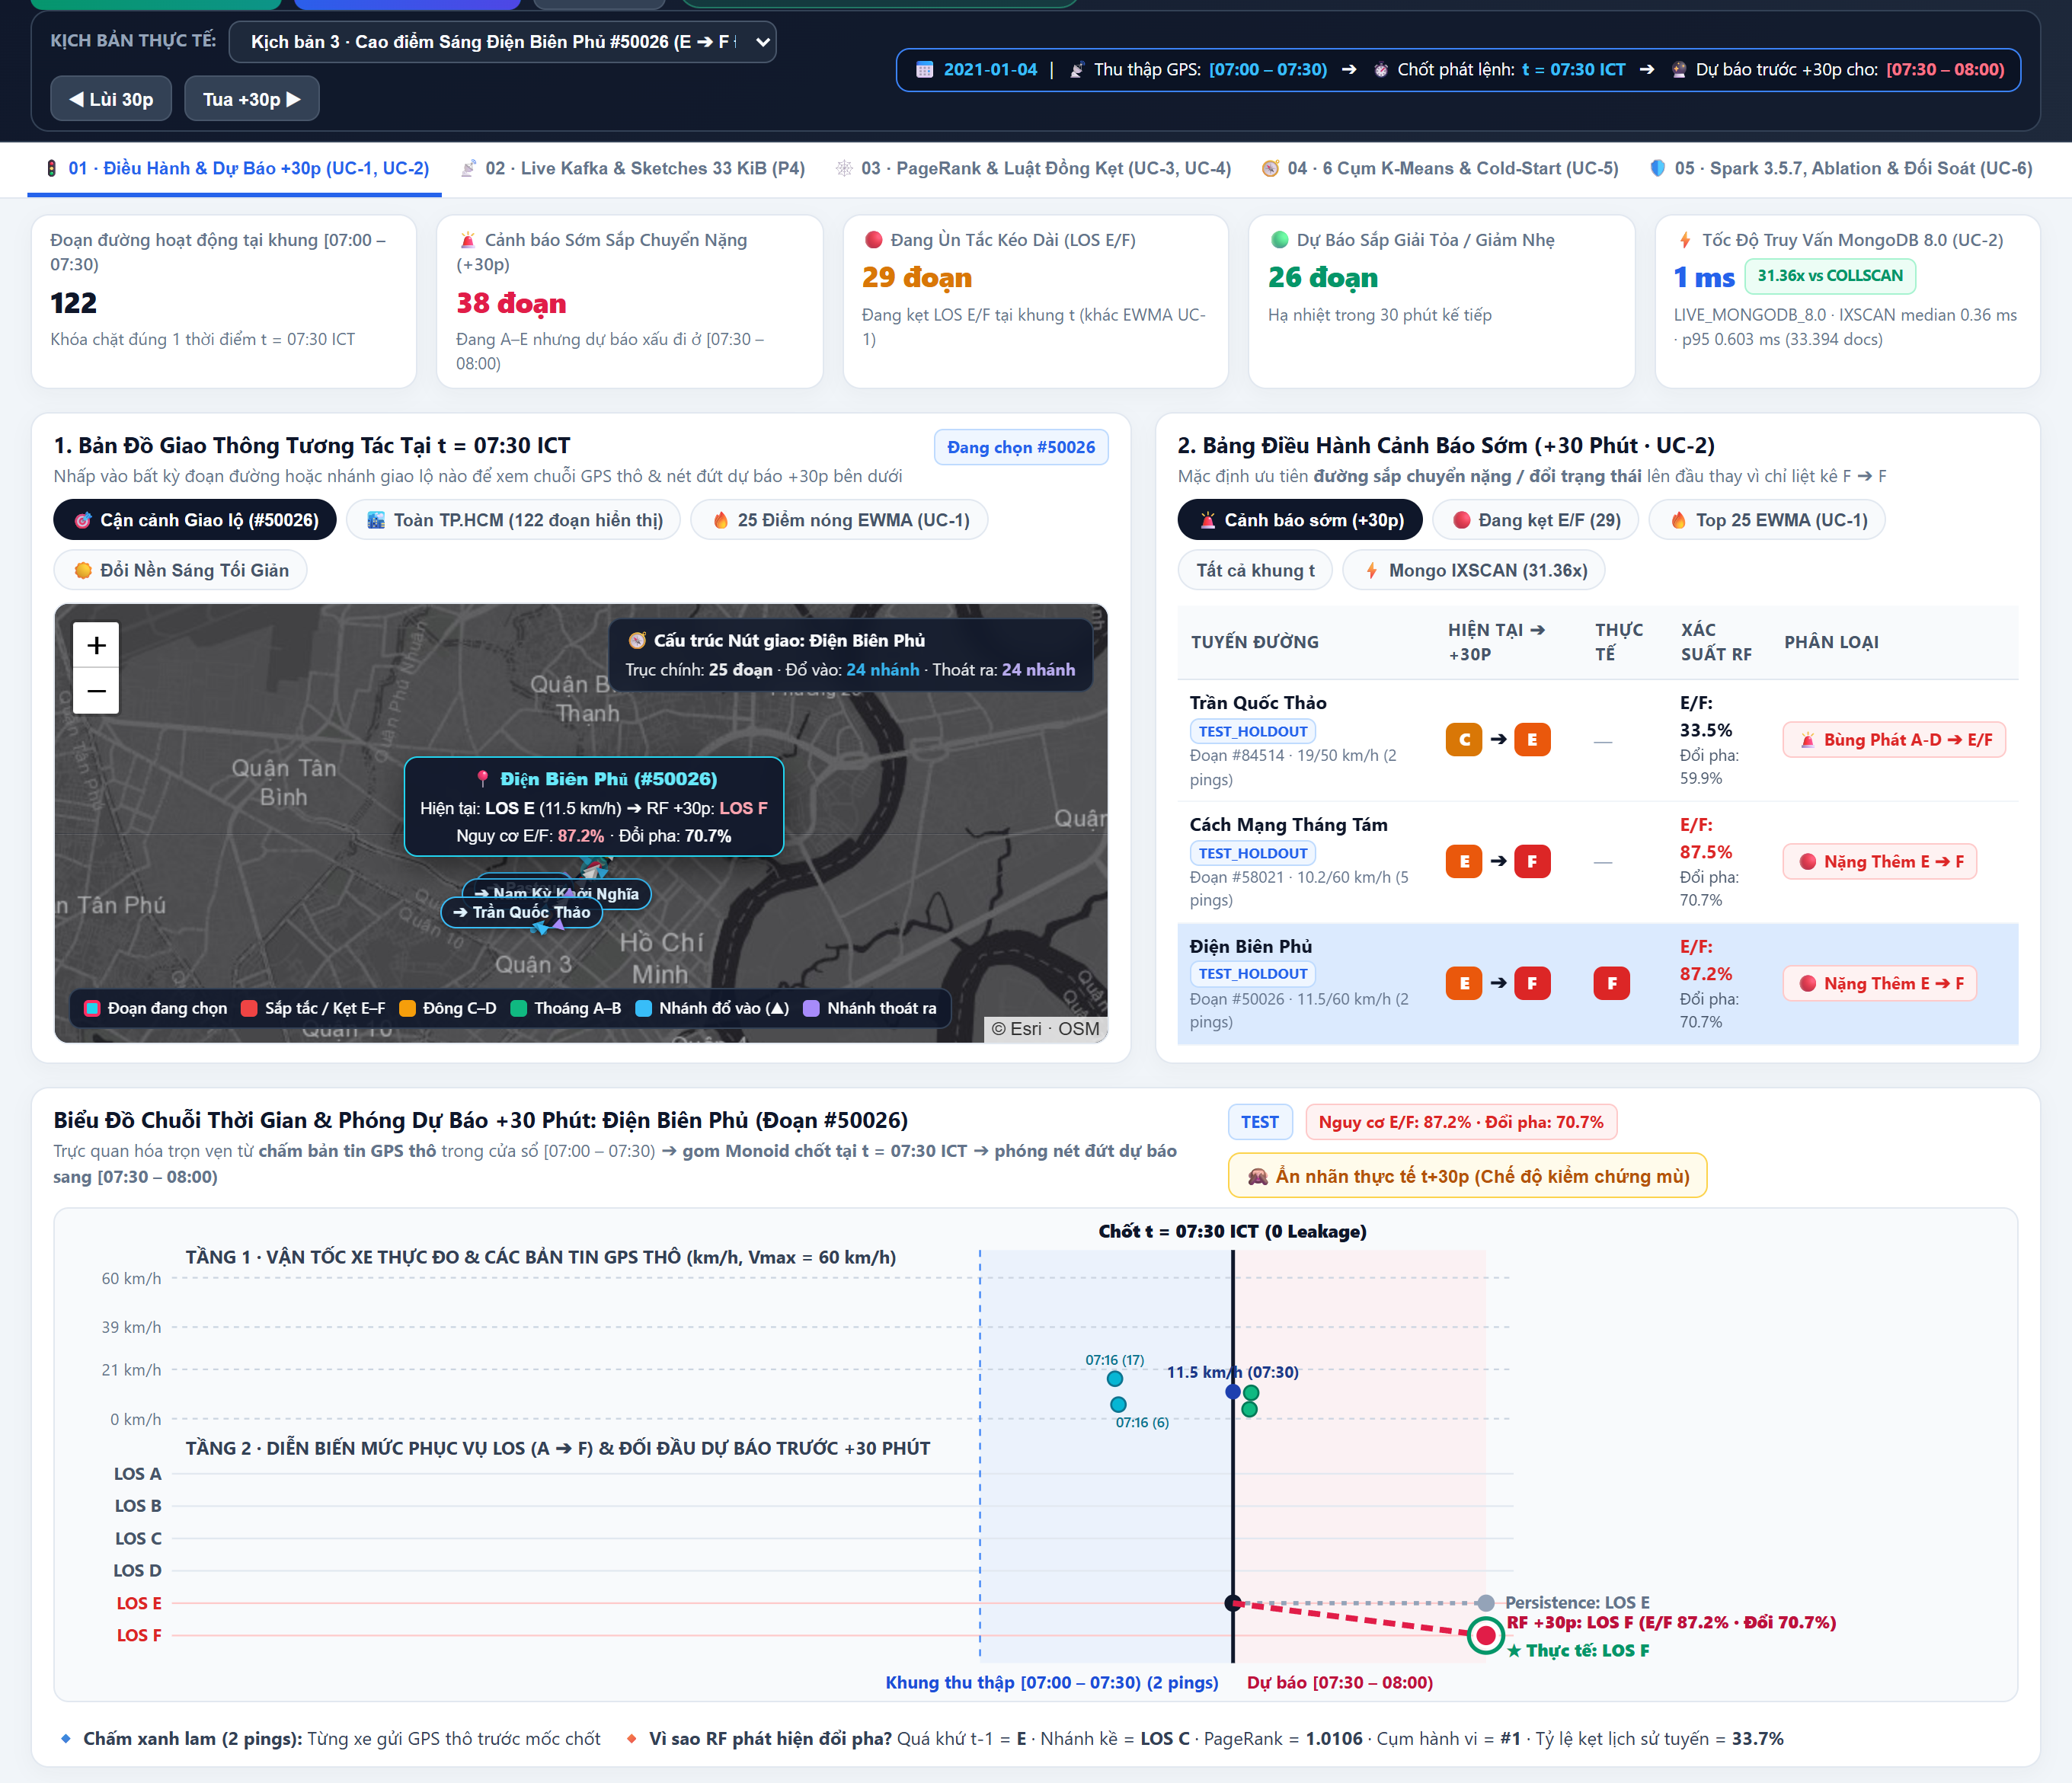 KỊCH BẢN THỰC TẾ:
Kịch bản 3 · Cao điểm Sáng Điện Biên Phủ #50026 (E ➔ F
2021-01-04 | Thu thập GPS: [07:00 – 07:30) ➔ Chốt phát lệnh: t = 07:30 ICT ➔ Dự báo trước +30p cho: [07:30 – 08:00)
◀ Lùi 30p
Tua +30p ▶
01 · Điều Hành & Dự Báo +30p (UC-1, UC-2)
02 · Live Kafka & Sketches 33 KiB (P4)
03 · PageRank & Luật Đồng Kẹt (UC-3, UC-4)
04 · 6 Cụm K-Means & Cold-Start (UC-5)
05 · Spark 3.5.7, Ablation & Đối Soát (UC-6)
Đoạn đường hoạt động tại khung [07:00 –
07:30)
122
Khóa chặt đúng 1 thời điểm t = 07:30 ICT
Cảnh báo Sớm Sắp Chuyển Nặng
(+30p)
38 đoạn
Đang A–E nhưng dự báo xấu đi ở [07:30 –
08:00)
Đang Ùn Tắc Kéo Dài (LOS E/F)
29 đoạn
Đang kẹt LOS E/F tại khung t (khác EWMA UC-
1)
Dự Báo Sắp Giải Tỏa / Giảm Nhẹ
26 đoạn
Hạ nhiệt trong 30 phút kế tiếp
Tốc Độ Truy Vấn MongoDB 8.0 (UC-2)
1 ms 31.36x vs COLLSCAN
LIVE_MONGODB_8.0 · IXSCAN median 0.36 ms
· p95 0.603 ms (33.394 docs)
1. Bản Đồ Giao Thông Tương Tác Tại t = 07:30 ICT
Đang chọn #50026
Nhấp vào bất kỳ đoạn đường hoặc nhánh giao lộ nào để xem chuỗi GPS thô & nét đứt dự báo +30p bên dưới
Cận cảnh Giao lộ (#50026)
Toàn TP.HCM (122 đoạn hiển thị)
25 Điểm nóng EWMA (UC-1)
Đổi Nền Sáng Tối Giản
+
−
Cấu trúc Nút giao: Điện Biên Phủ
Trục chính: 25 đoạn · Đổ vào: 24 nhánh · Thoát ra: 24 nhánh
Quận B
Thạnh
Quận Tân
Bình
Điện Biên Phủ (#50026)
Hiện tại: LOS E (11.5 km/h) ➔ RF +30p: LOS F
Nguy cơ E/F: 87.2% · Đổi pha: 70.7%
Quận
➔ Nam Kỳ Khởi Nghĩa
➔ Trần Quốc Thảo
n Tân Phú
Quận 10
Hồ Chí
Minh
Quận 3
Đoạn đang chọn
Sắp tắc / Kẹt E–F
Đông C–D
Thoáng A–B
Nhánh đổ vào (▲)
Nhánh thoát ra
Quận 10
© Esri · OSM
2. Bảng Điều Hành Cảnh Báo Sớm (+30 Phút · UC-2)
Mặc định ưu tiên đường sắp chuyển nặng / đổi trạng thái lên đầu thay vì chỉ liệt kê F ➔ F
Cảnh báo sớm (+30p)
Đang kẹt E/F (29)
Top 25 EWMA (UC-1)
Tất cả khung t
Mongo IXSCAN (31.36x)
TUYẾN ĐƯỜNG
HIỆN TẠI ➔
+30P
THỰC
TẾ
XÁC
SUẤT RF
PHÂN LOẠI
Trần Quốc Thảo
TEST_HOLDOUT
Đoạn #84514 · 19/50 km/h (2
pings)
C ➔ E
—
E/F:
33.5%
Đổi pha:
59.9%
Bùng Phát A-D ➔ E/F
Cách Mạng Tháng Tám
TEST_HOLDOUT
Đoạn #58021 · 10.2/60 km/h (5
pings)
E ➔ F
—
E/F:
87.5%
Đổi pha:
70.7%
Nặng Thêm E ➔ F
Điện Biên Phủ
TEST_HOLDOUT
Đoạn #50026 · 11.5/60 km/h (2
pings)
E ➔ F
F
E/F:
87.2%
Đổi pha:
70.7%
Nặng Thêm E ➔ F
Biểu Đồ Chuỗi Thời Gian & Phóng Dự Báo +30 Phút: Điện Biên Phủ (Đoạn #50026)
Trực quan hóa trọn vẹn từ chấm bản tin GPS thô trong cửa sổ [07:00 – 07:30) ➔ gom Monoid chốt tại t = 07:30 ICT ➔ phóng nét đứt dự báo
sang [07:30 – 08:00)
TEST
Nguy cơ E/F: 87.2% · Đổi pha: 70.7%
Ẩn nhãn thực tế t+30p (Chế độ kiểm chứng mù)
Chốt t = 07:30 ICT (0 Leakage)
TẦNG 1 · VẬN TỐC XE THỰC ĐO & CÁC BẢN TIN GPS THÔ (km/h, Vmax = 60 km/h)
60 km/h
39 km/h
21 km/h
0 km/h
07:16 (17)
11.5 km/h (07:30)
07:16 (6)
TẦNG 2 · DIỄN BIẾN MỨC PHỤC VỤ LOS (A ➔ F) & ĐỐI ĐẦU DỰ BÁO TRƯỚC +30 PHÚT
LOS A
LOS B
LOS C
LOS D
LOS E
LOS F
Persistence: LOS E
RF +30p: LOS F (E/F 87.2% · Đổi 70.7%)
★ Thực tế: LOS F
Khung thu thập [07:00 – 07:30) (2 pings)
Dự báo [07:30 – 08:00)
Chấm xanh lam (2 pings): Từng xe gửi GPS thô trước mốc chốt
Vì sao RF phát hiện đổi pha? Quá khứ t-1 = E · Nhánh kề = LOS C · PageRank = 1.0106 · Cụm hành vi = #1 · Tỷ lệ kẹt lịch sử tuyến = 33.7%